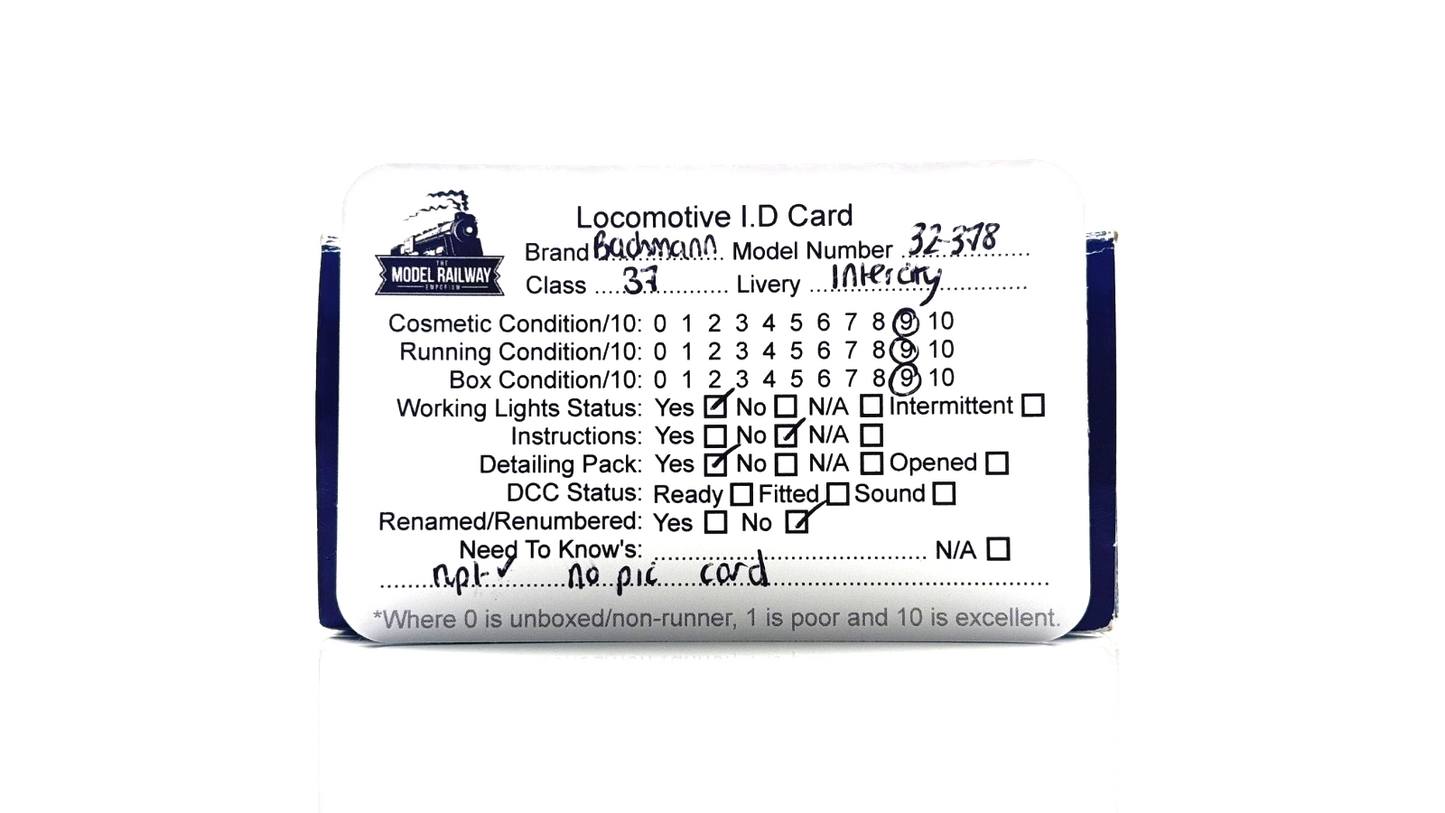 THE
MODEL RAILWAY
EMPORIUM
Locomotive I.D Card
Brand Bachmann Model Number 32-378
Class ....37.... Livery Intercity
Cosmetic Condition/10: 0 1 2 3 4 5 6 7 8 9 10
Running Condition/10: 0 1 2 3 4 5 6 7 8 9 10
Box Condition/10: 0 1 2 3 4 5 6 7 8 9 10
Working Lights Status: Yes ☑ No ☐ N/A ☐ Intermittent ☐
Instructions: Yes ☐ No ☑ N/A ☐
Detailing Pack: Yes ☑ No ☐ N/A ☐ Opened ☐
DCC Status: Ready ☐ Fitted ☐ Sound ☐
Renamed/Renumbered: Yes ☐ No ☑
Need To Know's: N/A ☐
no pic card
*Where 0 is unboxed/non-runner, 1 is poor and 10 is excellent.